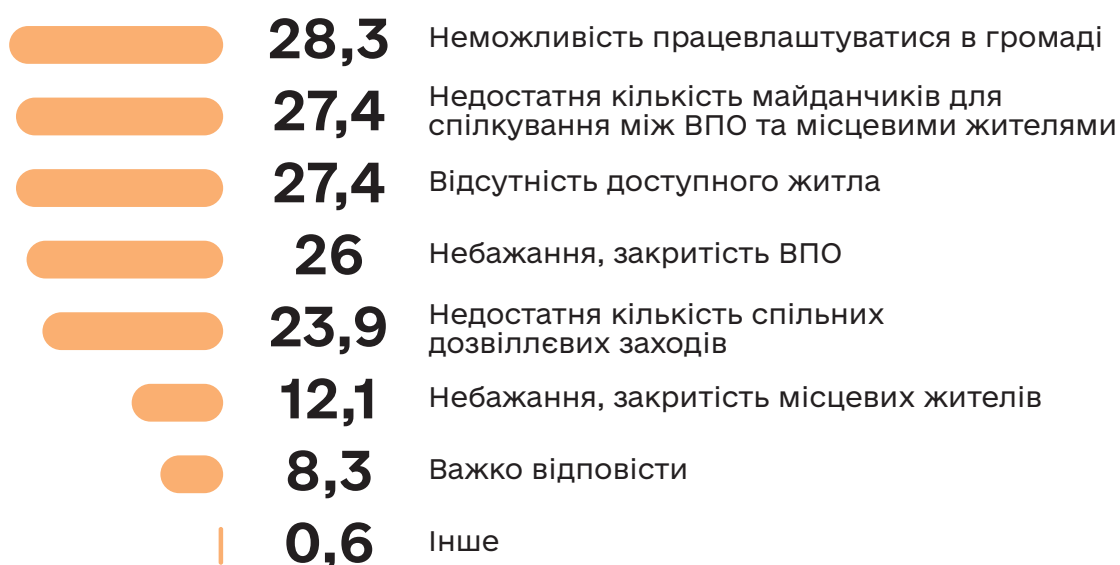 28,3 Неможливість працевлаштуватися в громаді
27,4 Недостатня кількість майданчиків для
спілкування між ВПО та місцевими жителями
27,4 Відсутність доступного житла
26 Небажання, закритість ВПО
23,9 Недостатня кількість спільних
дозвіллєвих заходів
12,1 Небажання, закритість місцевих жителів
8,3 Важко відповісти
0,6 Інше